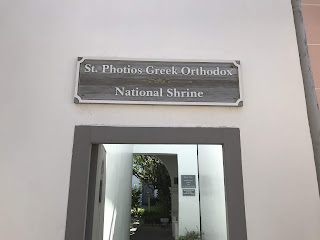 St. Photios Greek Orthodox
National Shrine